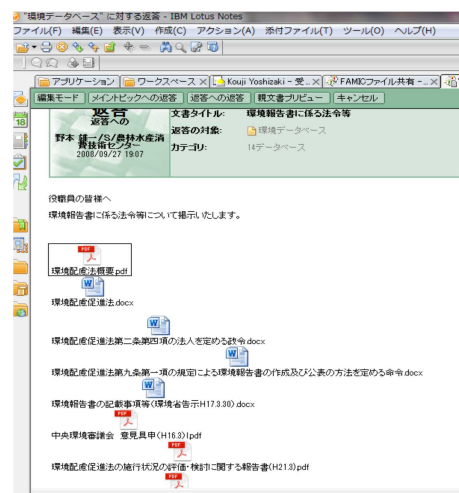 "環境データベース" に対する返答 - IBM Lotus Notes
ファイル(F) 編集(E) 表示(V) 作成(C) アクション(A) 添付ファイル(T) ツール(O) ヘルプ(H)
アプリケーション ワークスペース Kouji Yoshizaki - 受... FAMICファイル共有 - ...
編集モード メイントピックへの返答 返答への返答 親文書プレビュー キャンセル
返答
返答への
野本 /S/農林水産消費技術センター
2008/09/27 19:07
文書タイトル: 環境報告書に係る法令等
返答の対象: 環境データベース
カテゴリ: 14データベース
役職員の皆様へ
環境報告書に係る法令等について掲示いたします。
環境配慮法概要.pdf
環境配慮促進法.docx
環境配慮促進法第二条第四項の法人を定める政令.docx
環境配慮促進法第九条第一項の規定による環境報告書の作成及び公表の方法を定める命令.docx
環境報告書の記載事項等(環境省告示H17.3.30).docx
中央環境審議会 意見具申(H16.3)l.pdf
環境配慮促進法の施行状況の評価・検討に関する報告書(H21.3).pdf